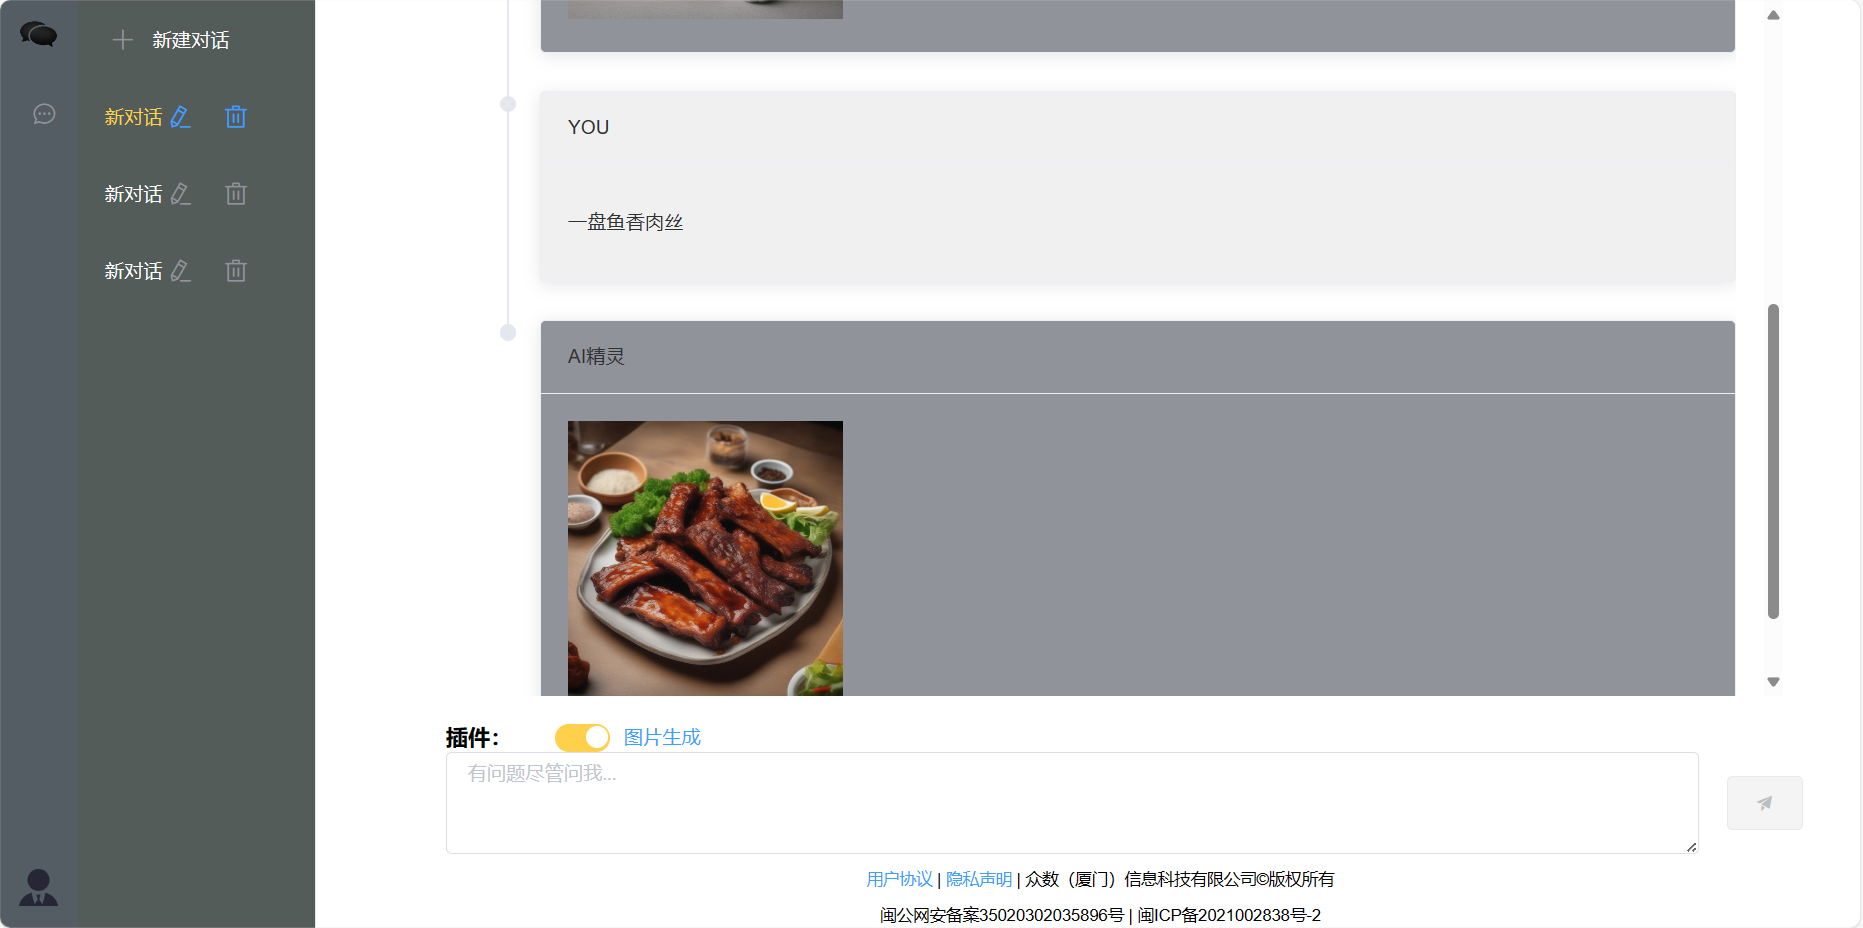 新建对话
新对话
新对话
新对话
YOU
一盘鱼香肉丝
AI精灵
插件：
图片生成
有问题尽管问我...
用户协议 | 隐私声明 | 众数（厦门）信息科技有限公司©版权所有
闽公网安备案35020302035896号 | 闽ICP备2021002838号-2